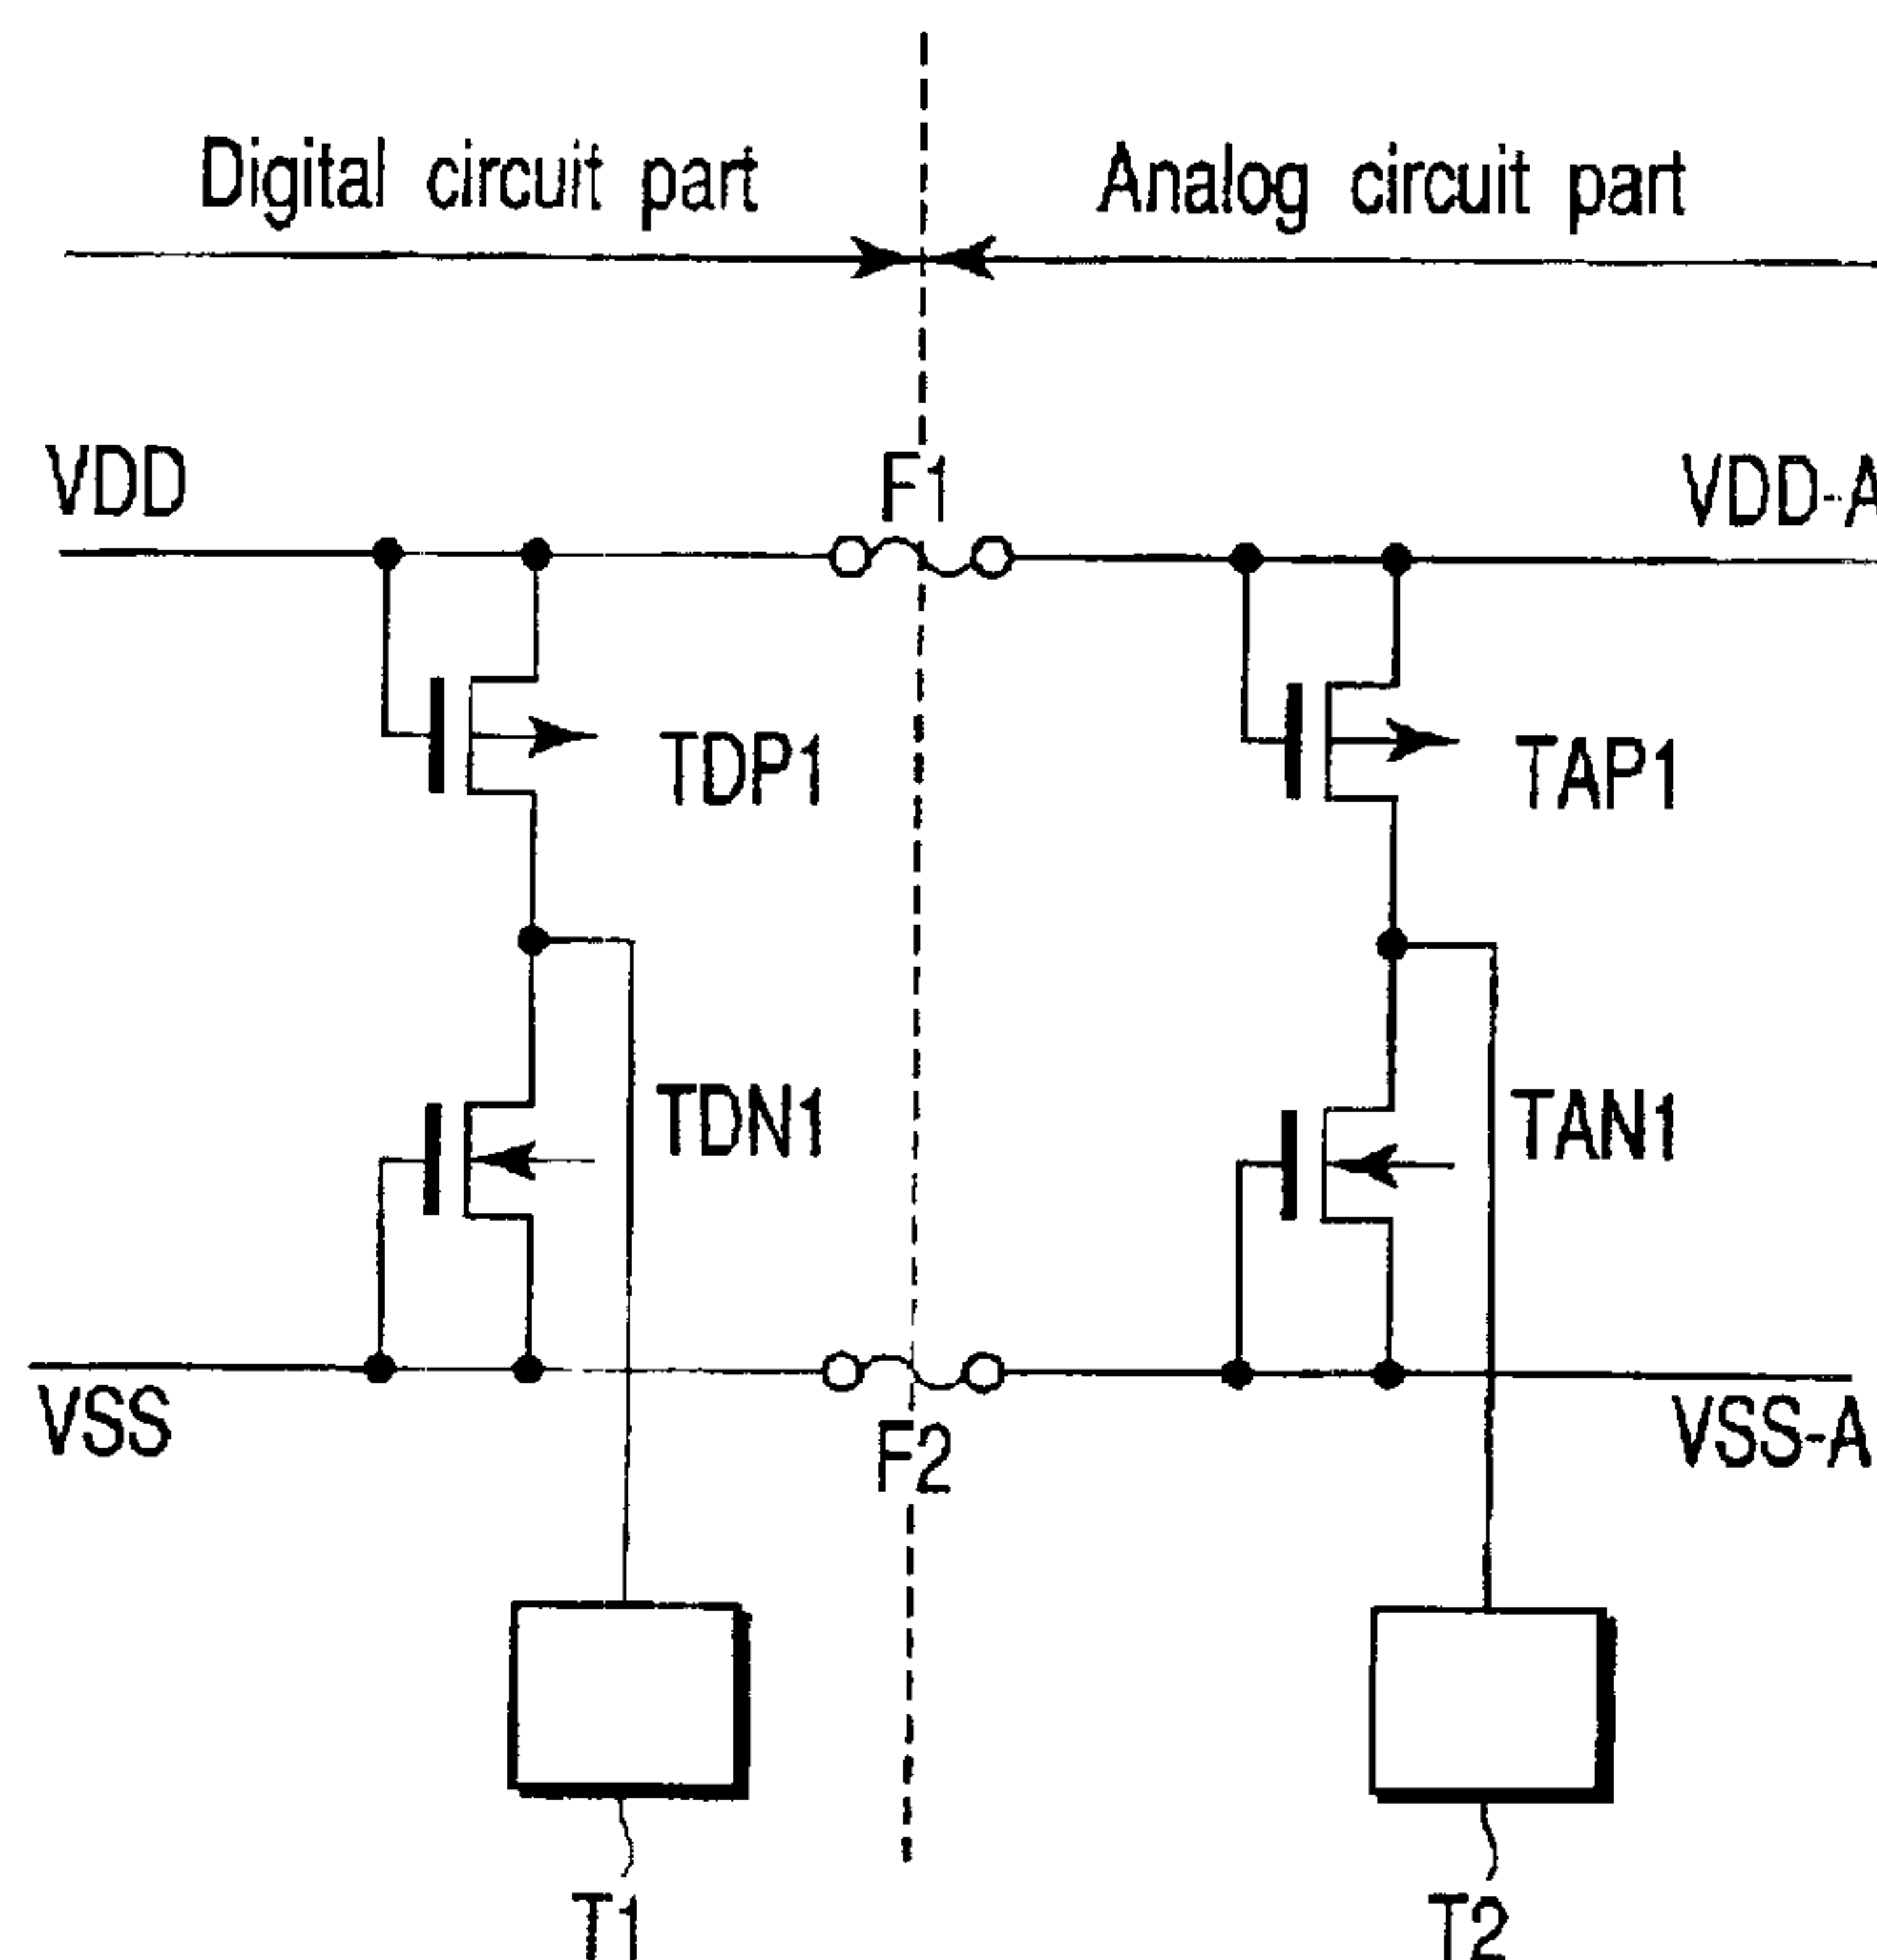 Digital circuit part
Analog circuit part
VDD
F1
VDD-A
TDP1
TAP1
TDN1
TAN1
VSS
F2
VSS-A
T1
T2